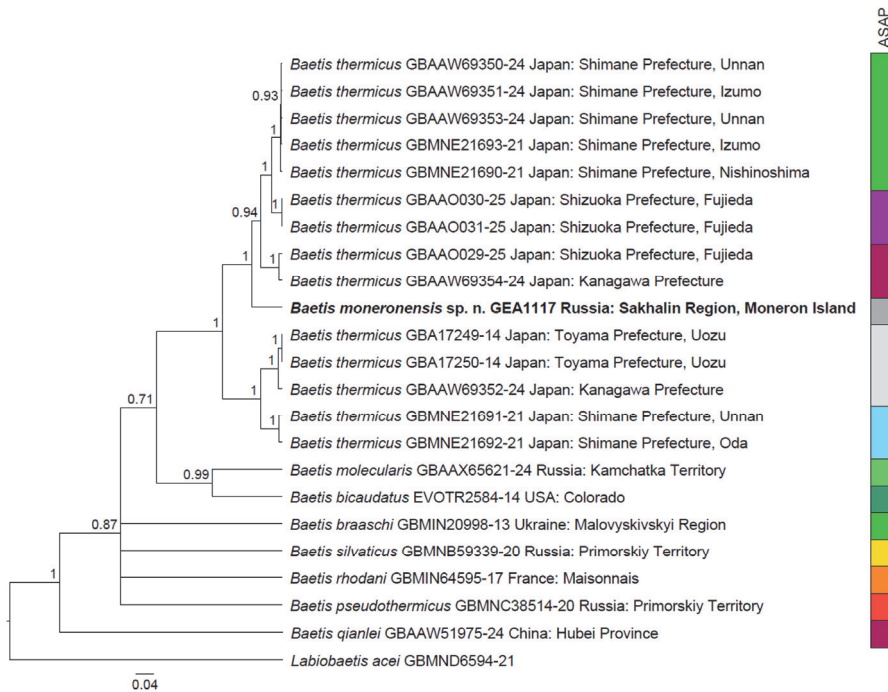 ASAP
Baetis thermicus GBAAW69350-24 Japan: Shimane Prefecture, Unnan
0.93
Baetis thermicus GBAAW69351-24 Japan: Shimane Prefecture, Izumo
Baetis thermicus GBAAW69353-24 Japan: Shimane Prefecture, Unnan
1
Baetis thermicus GBMNE21693-21 Japan: Shimane Prefecture, Izumo
1
Baetis thermicus GBMNE21690-21 Japan: Shimane Prefecture, Nishinoshima
Baetis thermicus GBAAO030-25 Japan: Shizuoka Prefecture, Fujieda
0.94
1
Baetis thermicus GBAAO031-25 Japan: Shizuoka Prefecture, Fujieda
1
Baetis thermicus GBAAO029-25 Japan: Shizuoka Prefecture, Fujieda
1
Baetis thermicus GBAAW69354-24 Japan: Kanagawa Prefecture
Baetis moneronensis sp. n. GEA1117 Russia: Sakhalin Region, Moneron Island
1
Baetis thermicus GBA17249-14 Japan: Toyama Prefecture, Uozu
1
Baetis thermicus GBA17250-14 Japan: Toyama Prefecture, Uozu
1
Baetis thermicus GBAAW69352-24 Japan: Kanagawa Prefecture
0.71
1
Baetis thermicus GBMNE21691-21 Japan: Shimane Prefecture, Unnan
1
Baetis thermicus GBMNE21692-21 Japan: Shimane Prefecture, Oda
Baetis molecularis GBAAX65621-24 Russia: Kamchatka Territory
0.99
Baetis bicaudatus EVOTR2584-14 USA: Colorado
0.87
Baetis braaschi GBMIN20998-13 Ukraine: Malovyskivskyi Region
Baetis silvaticus GBMNB59339-20 Russia: Primorskiy Territory
1
Baetis rhodani GBMIN64595-17 France: Maisonnais
Baetis pseudothermicus GBMNC38514-20 Russia: Primorskiy Territory
Baetis qianlei GBAAW51975-24 China: Hubei Province
Labiobaetis acei GBMND6594-21
0.04